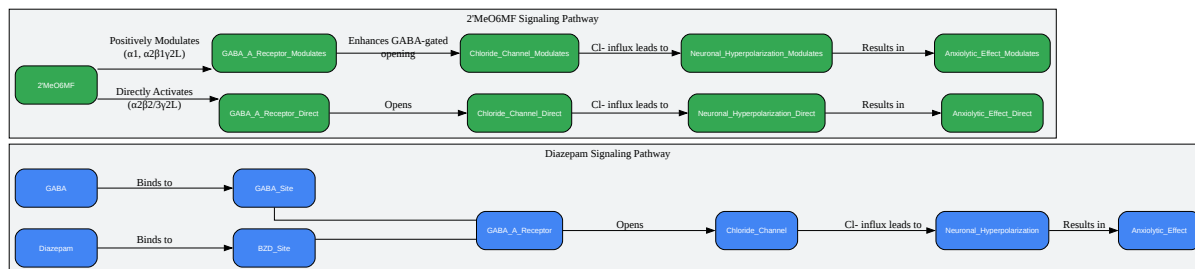 2'MeO6MF Signaling Pathway
Positively Modulates
(α1, α2β1γ2L)
GABA_A_Receptor_Modulates
Enhances GABA-gated
opening
Chloride_Channel_Modulates
Cl- influx leads to
Neuronal_Hyperpolarization_Modulates
Results in
Anxiolytic_Effect_Modulates
2'MeO6MF
Directly Activates
(α2β2/3γ2L)
GABA_A_Receptor_Direct
Opens
Chloride_Channel_Direct
Cl- influx leads to
Neuronal_Hyperpolarization_Direct
Results in
Anxiolytic_Effect_Direct
Diazepam Signaling Pathway
GABA
Binds to
GABA_Site
Diazepam
Binds to
BZD_Site
GABA_A_Receptor
Opens
Chloride_Channel
Cl- influx leads to
Neuronal_Hyperpolarization
Results in
Anxiolytic_Effect